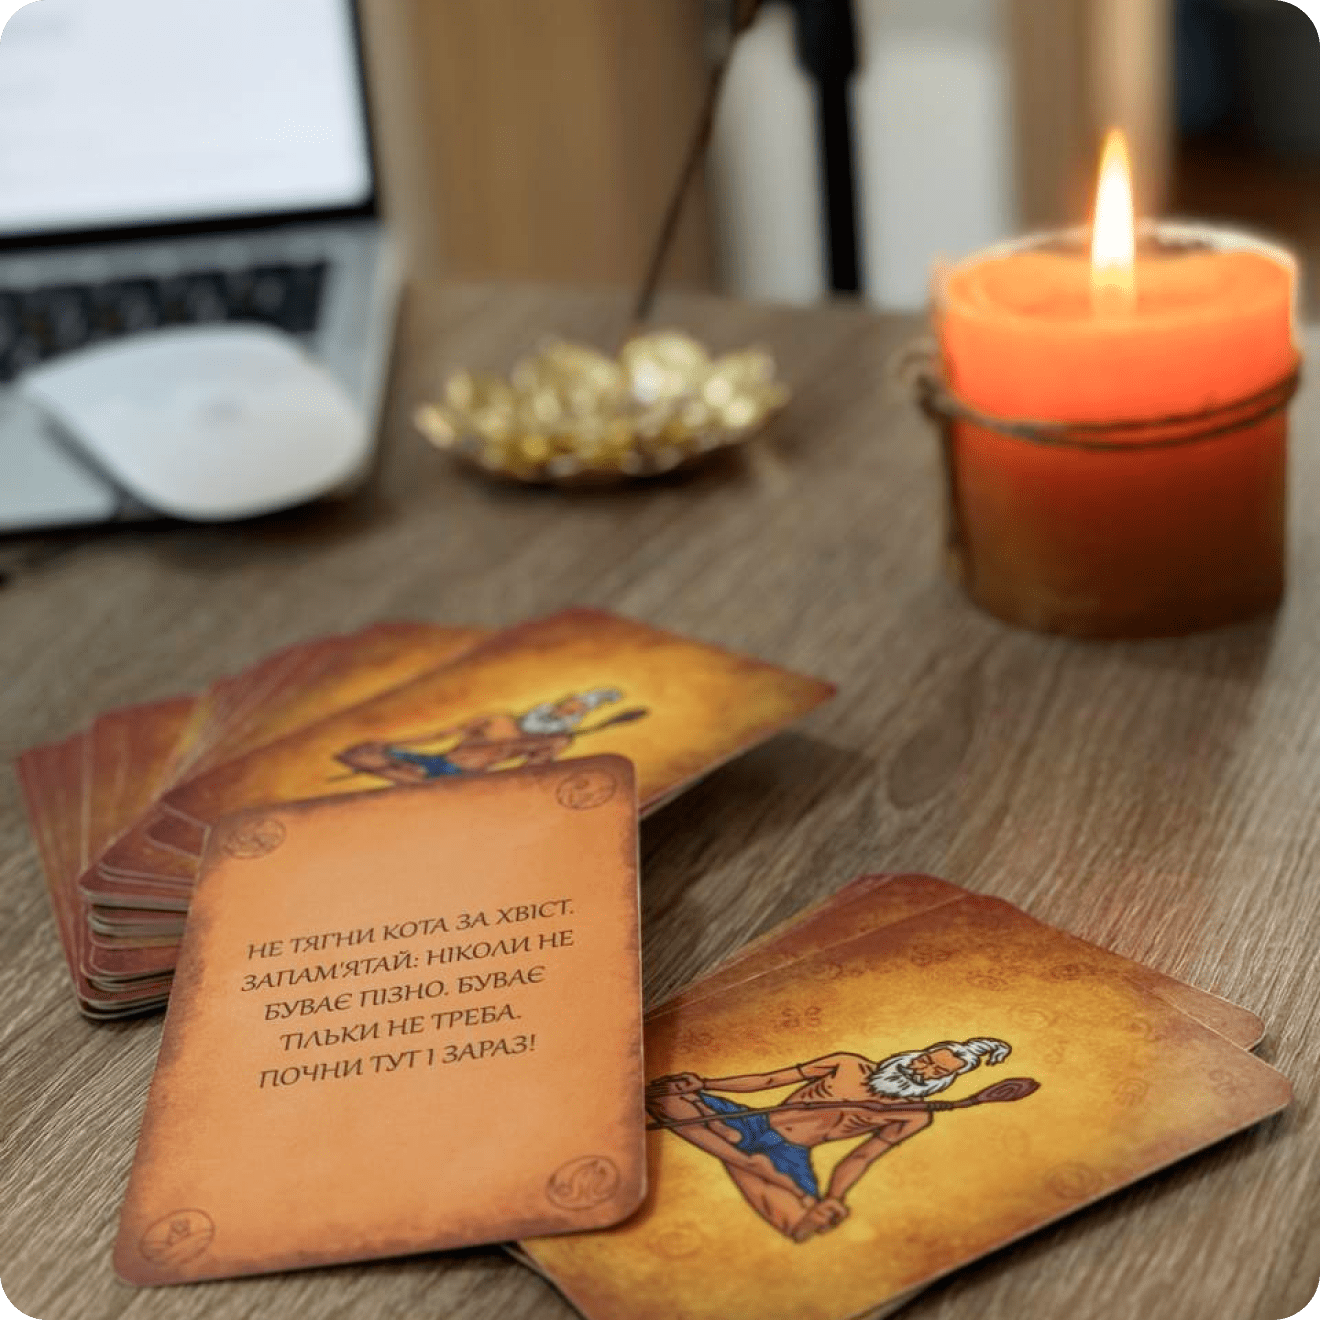 НЕ ТЯГНИ КОТА ЗА ХВІСТ.
ЗАПАМ'ЯТАЙ: НІКОЛИ НЕ
БУВАЄ ПІЗНО. БУВАЄ
ТІЛЬКИ НЕ ТРЕБА.
ПОЧНИ ТУТ І ЗАРАЗ!